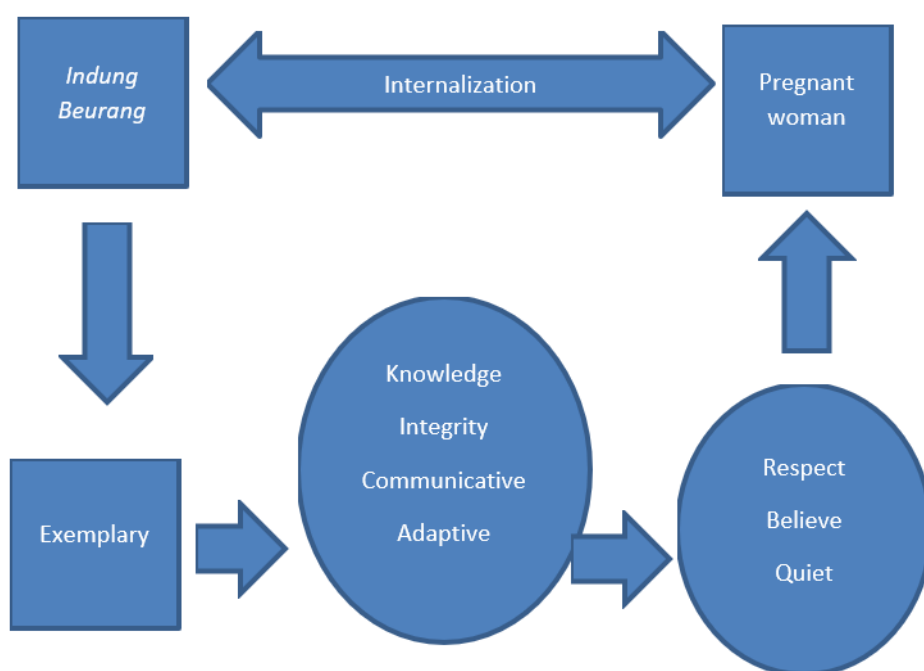 Indung
Beurang
Internalization
Pregnant
woman
Exemplary
Knowledge
Integrity
Communicative
Adaptive
Respect
Believe
Quiet